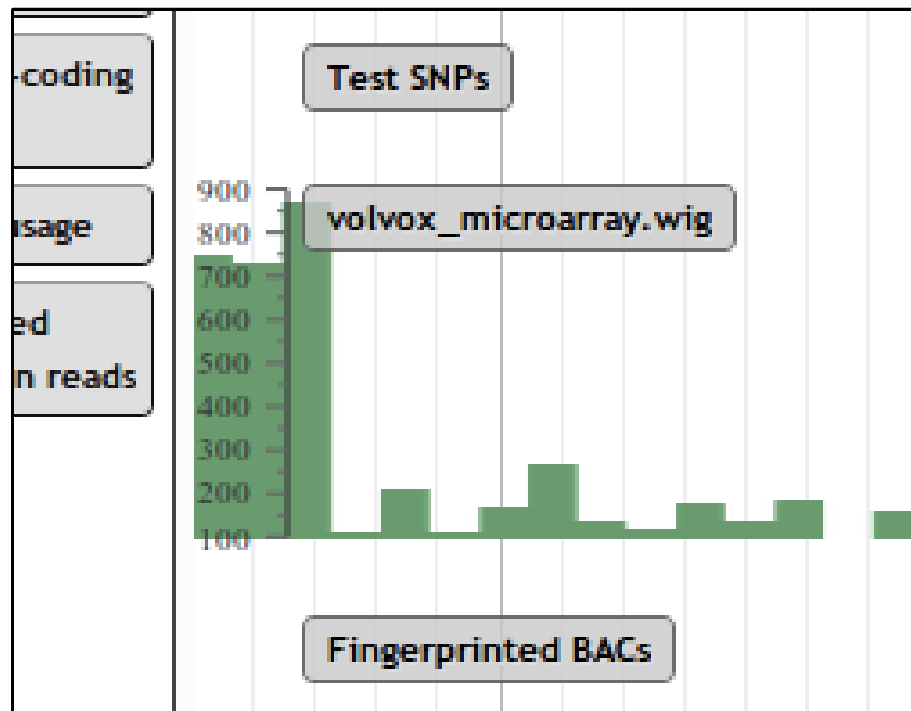 -coding
usage
ed
n reads
Test SNPs
900
volvox_microarray.wig
800
700
600
500
400
300
200
100
Fingerprinted BACs